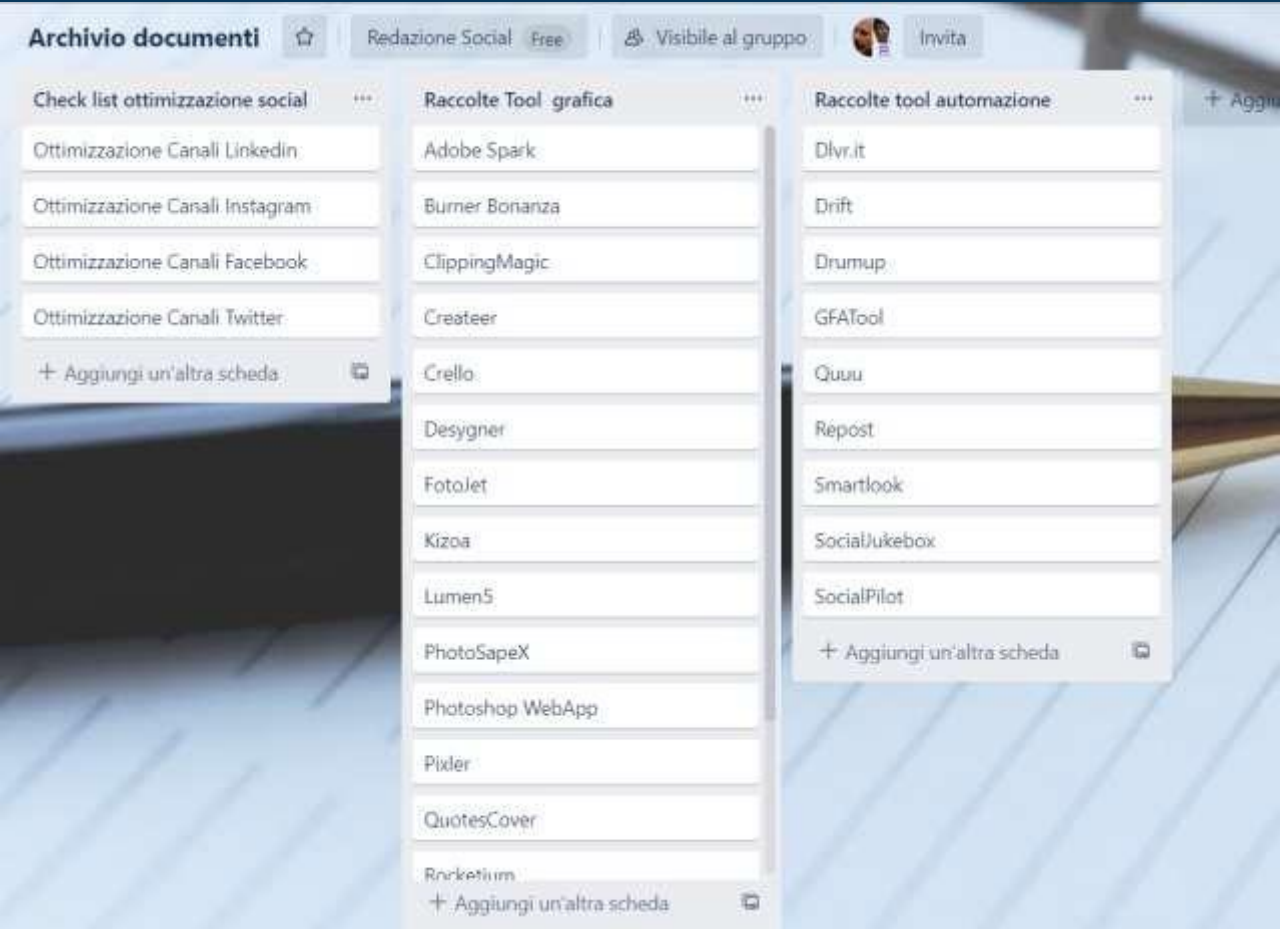 Archivio documenti
Redazione Social Free
Visibile al gruppo
Invita
Check list ottimizzazione social
Ottimizzazione Canali Linkedin
Ottimizzazione Canali Instagram
Ottimizzazione Canali Facebook
Ottimizzazione Canali Twitter
+ Aggiungi un'altra scheda
Raccolte Tool grafica
Adobe Spark
Burner Bonanza
ClippingMagic
Createer
Crello
Desygner
FotoJet
Kizoa
Lumen5
PhotoSapeX
Photoshop WebApp
Pixler
QuotesCover
Rocketium
+ Aggiungi un'altra scheda
Raccolte tool automazione
Dlvr.it
Drift
Drumup
GFATool
Quuu
Repost
Smartlook
SocialJukebox
SocialPilot
+ Aggiungi un'altra scheda